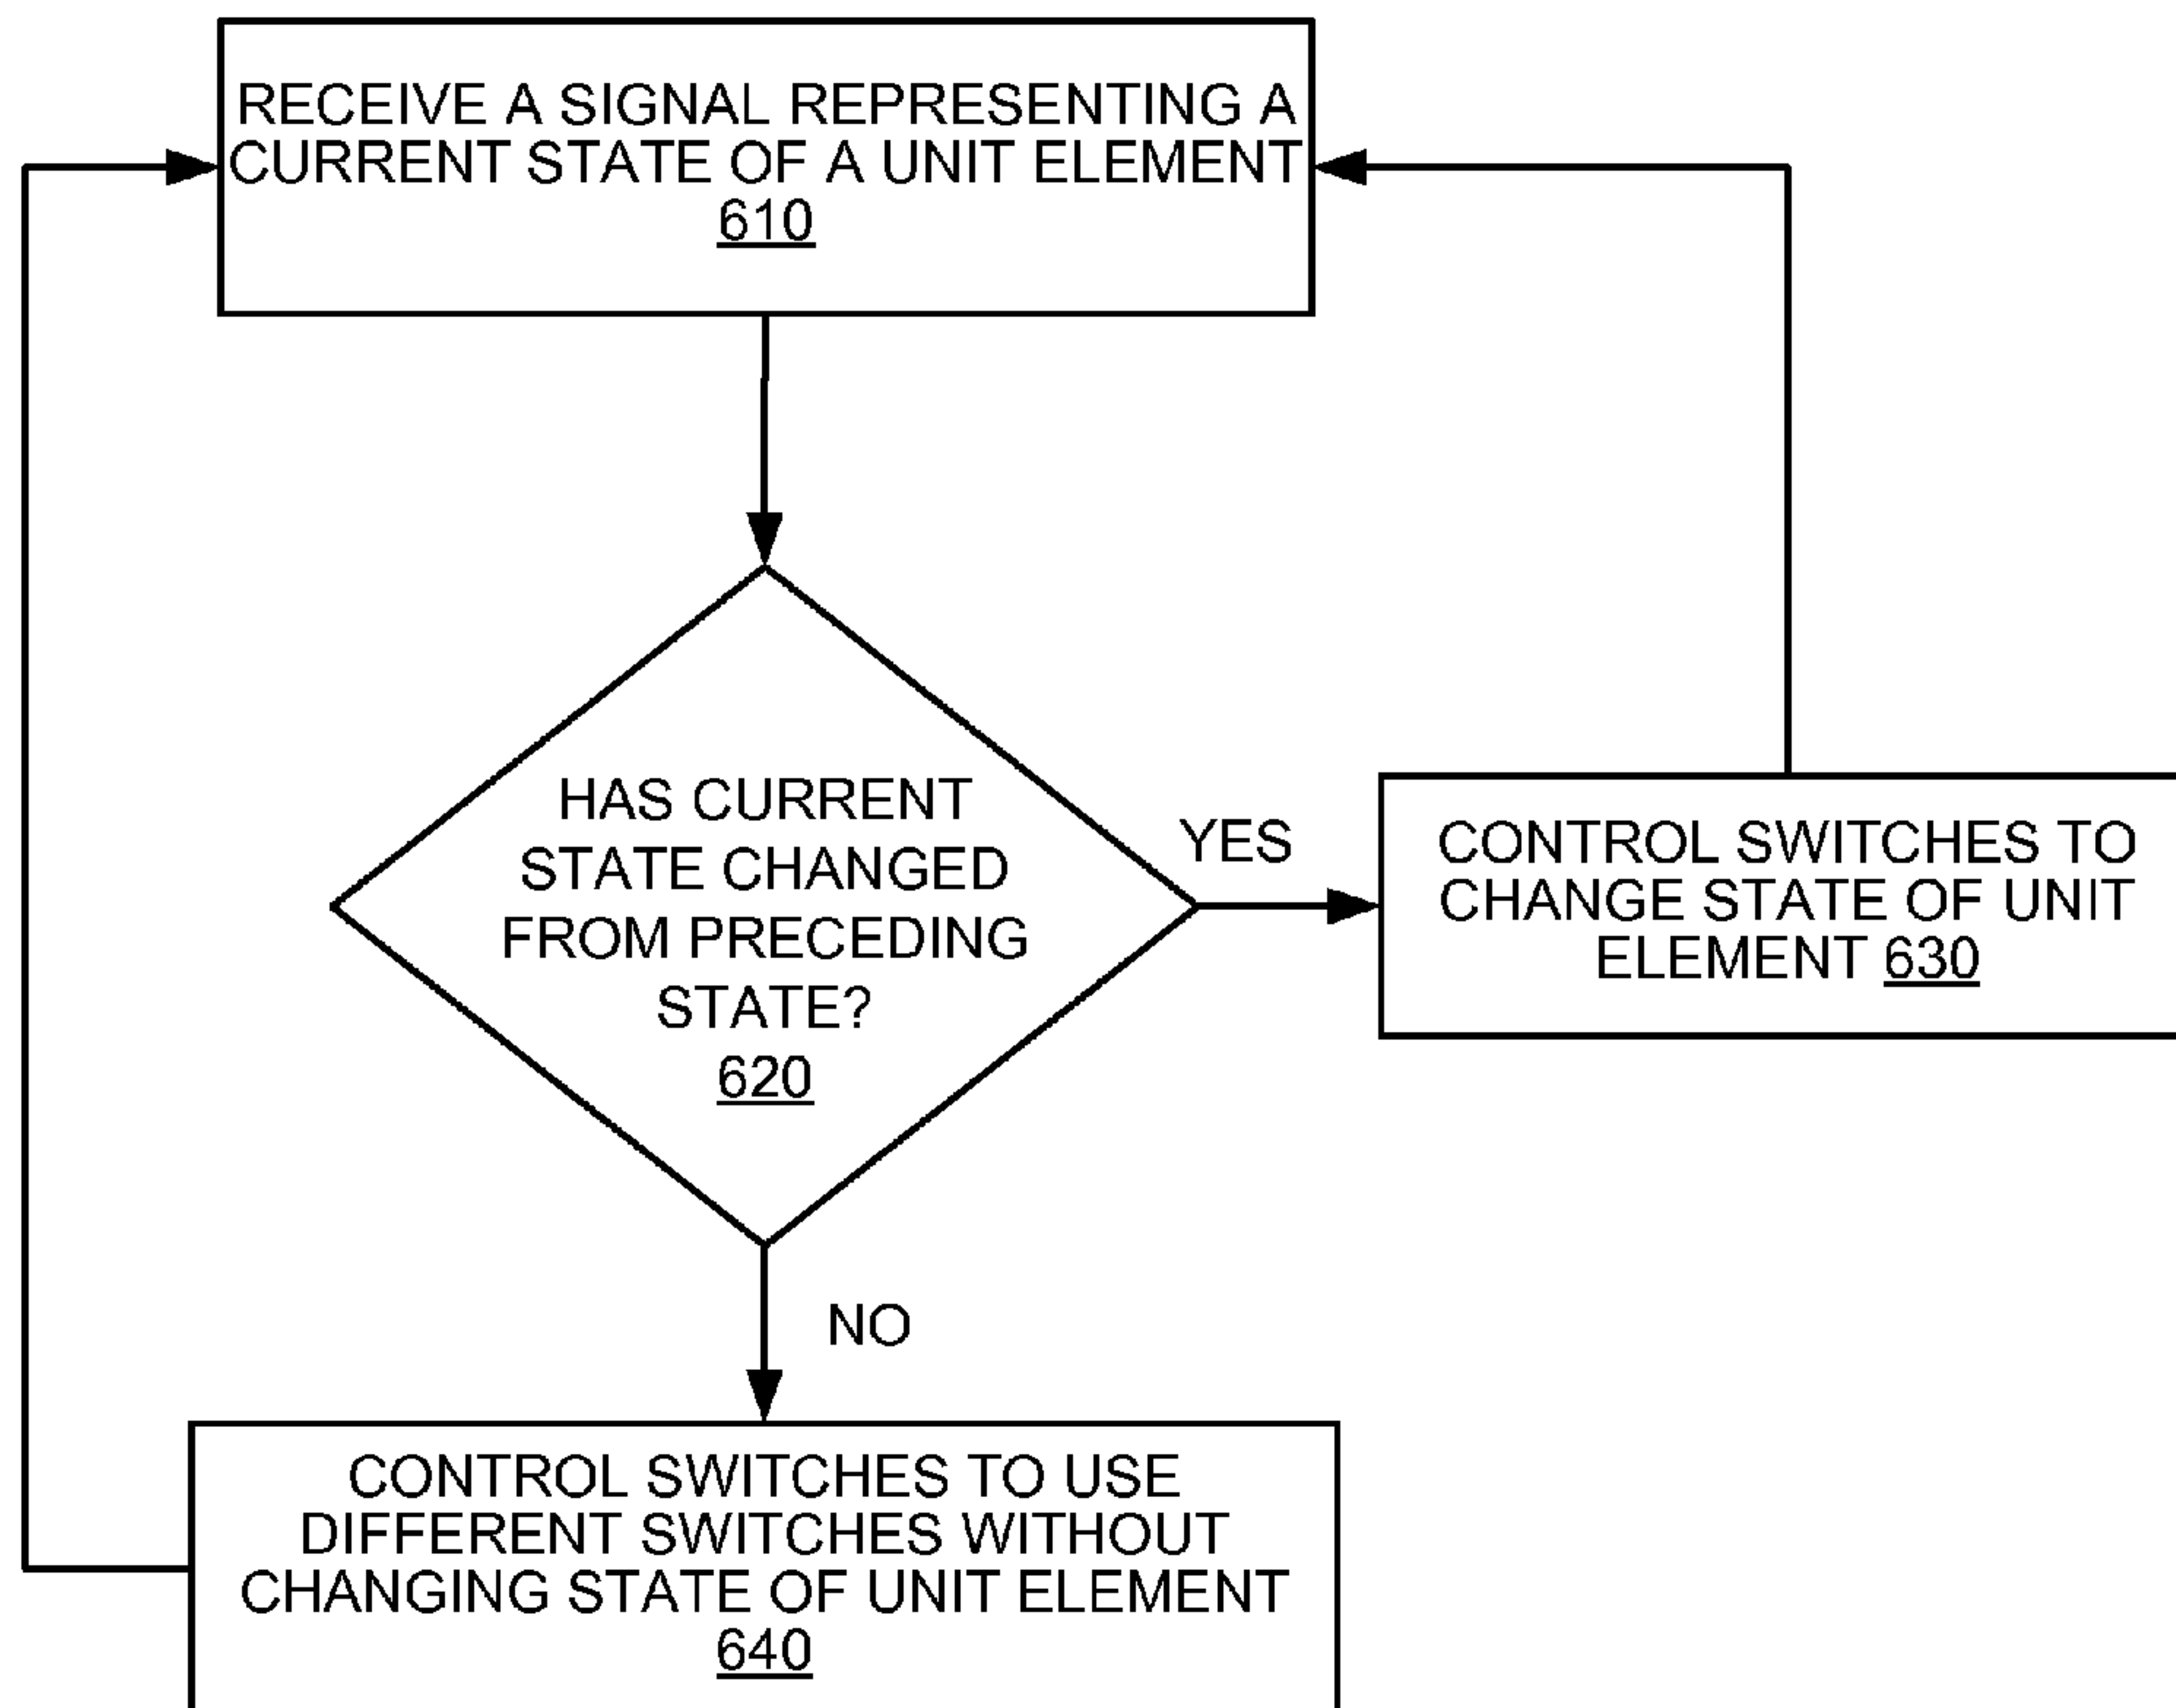 RECEIVE A SIGNAL REPRESENTING A
CURRENT STATE OF A UNIT ELEMENT
610
HAS CURRENT
STATE CHANGED
FROM PRECEDING
STATE?
620
YES
CONTROL SWITCHES TO
CHANGE STATE OF UNIT
ELEMENT 630
NO
CONTROL SWITCHES TO USE
DIFFERENT SWITCHES WITHOUT
CHANGING STATE OF UNIT ELEMENT
640